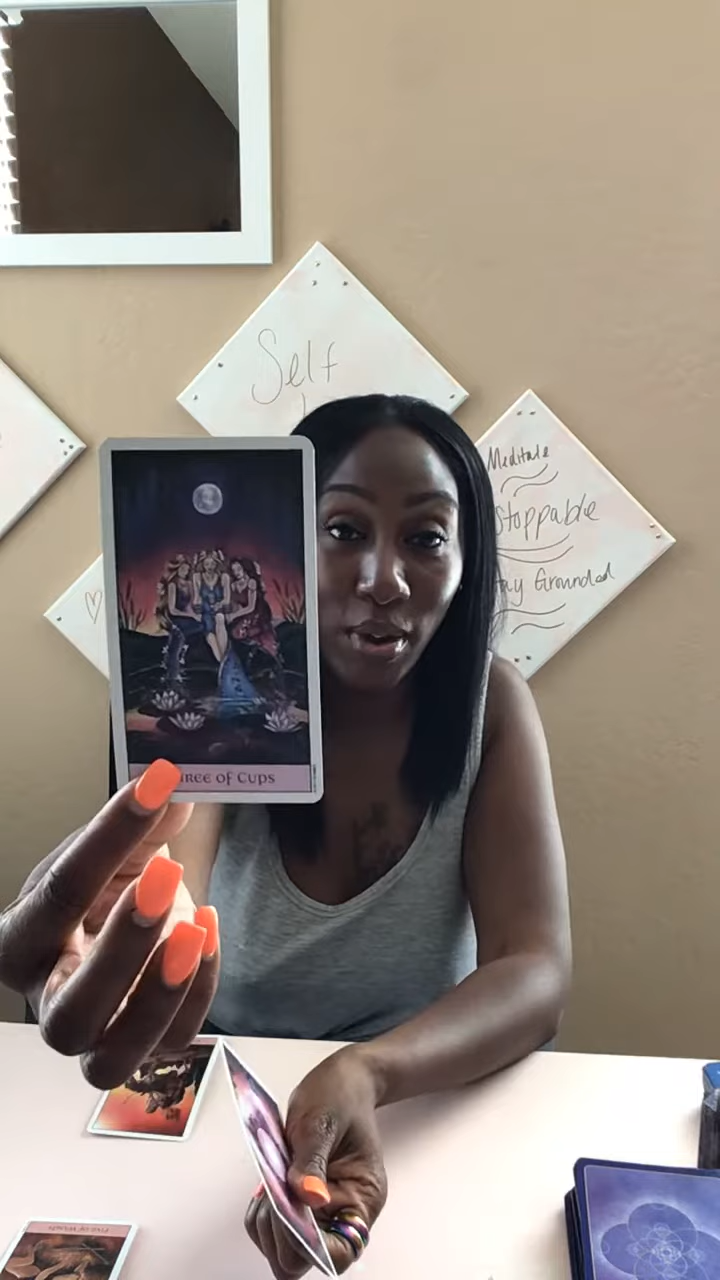 Self
Meditate
stoppable
ay Grounded
ree of Cups